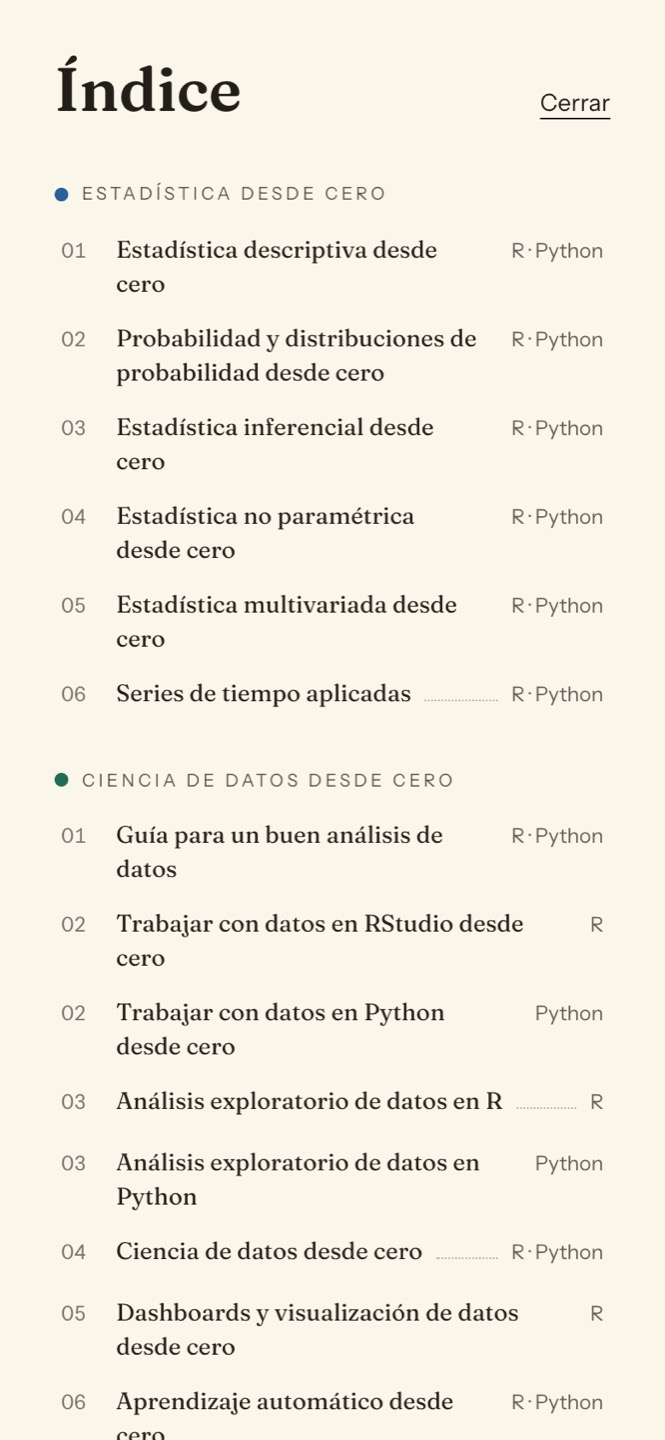 Índice
Cerrar
ESTADÍSTICA DESDE CERO
01 Estadística descriptiva desde R·Python
cero
02 Probabilidad y distribuciones de R·Python
probabilidad desde cero
03 Estadística inferencial desde R·Python
cero
04 Estadística no paramétrica R·Python
desde cero
05 Estadística multivariada desde R·Python
cero
06 Series de tiempo aplicadas R·Python
CIENCIA DE DATOS DESDE CERO
01 Guía para un buen análisis de R·Python
datos
02 Trabajar con datos en RStudio desde R
cero
02 Trabajar con datos en Python Python
desde cero
03 Análisis exploratorio de datos en R R
03 Análisis exploratorio de datos en Python
Python
04 Ciencia de datos desde cero R·Python
05 Dashboards y visualización de datos R
desde cero
06 Aprendizaje automático desde R·Python
cero